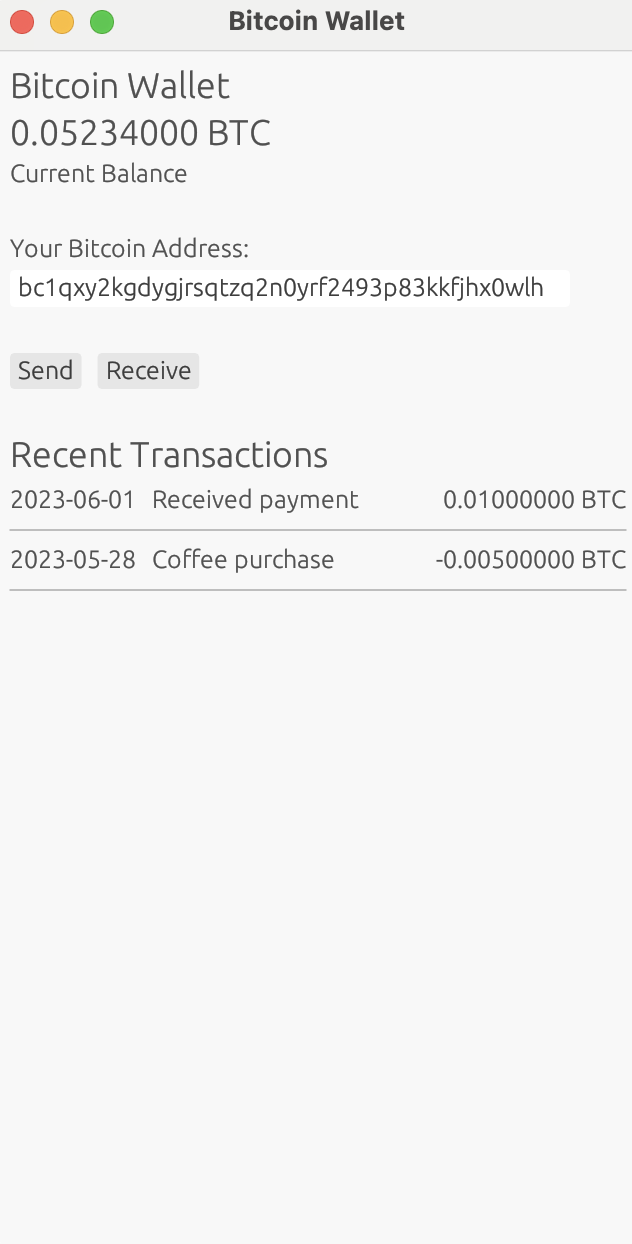 Bitcoin Wallet
Bitcoin Wallet
0.05234000 BTC
Current Balance
Your Bitcoin Address:
bc1qxy2kgdygjrsqtzq2n0yrf2493p83kkfjhx0wlh
Send Receive
Recent Transactions
2023-06-01 Received payment 0.01000000 BTC
2023-05-28 Coffee purchase -0.00500000 BTC